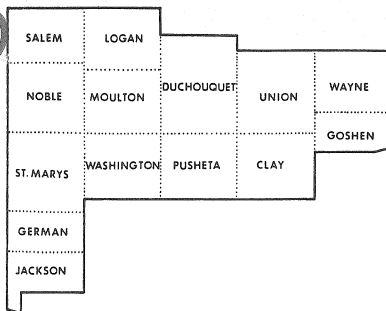 SALEM
LOGAN
DUCHOUQUET
WAYNE
NOBLE
MOULTON
UNION
GOSHEN
ST. MARYS
WASHINGTON
PUSHETA
CLAY
GERMAN
JACKSON